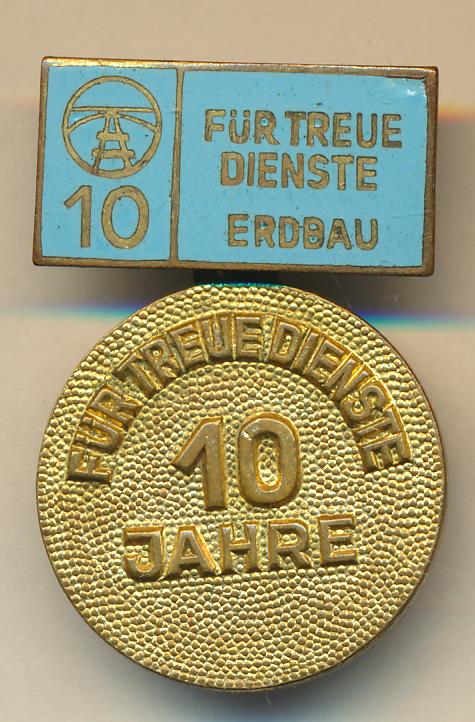 10
FÜR TREUE
DIENSTE
ERDBAU
FÜR TREUE DIENSTE
10
JAHRE